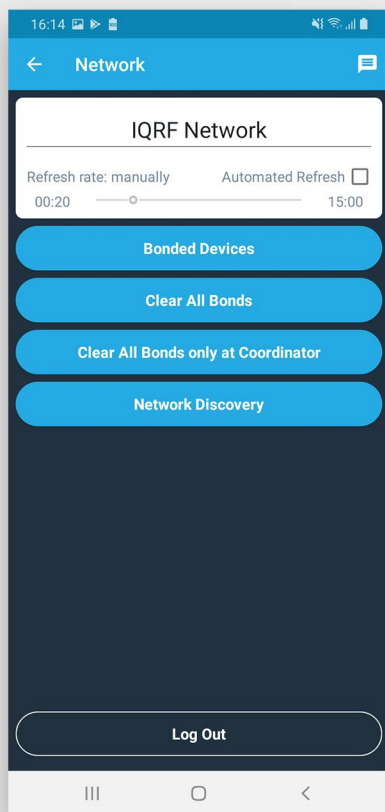 16:14
Network
IQRF Network
Refresh rate: manually Automated Refresh
00:20 15:00
Bonded Devices
Clear All Bonds
Clear All Bonds only at Coordinator
Network Discovery
Log Out